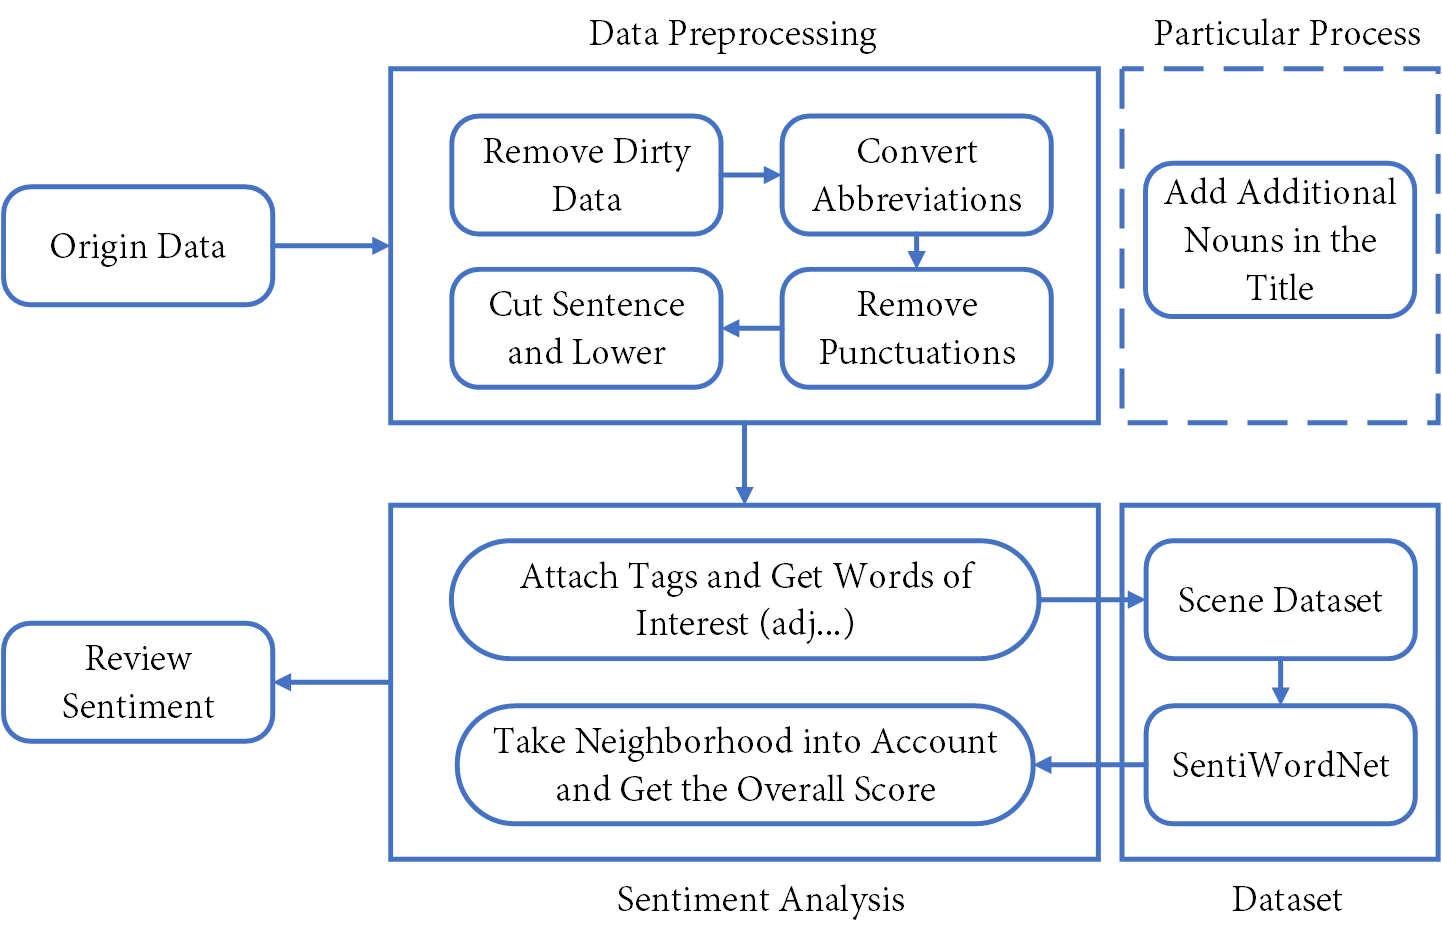 Data Preprocessing
Particular Process
Origin Data
Remove Dirty
Data
Convert
Abbreviations
Cut Sentence
and Lower
Remove
Punctuations
Add Additional
Nouns in the
Title
Attach Tags and Get Words of
Interest (adj...)
Scene Dataset
Review
Sentiment
Take Neighborhood into Account
and Get the Overall Score
SentiWordNet
Sentiment Analysis
Dataset